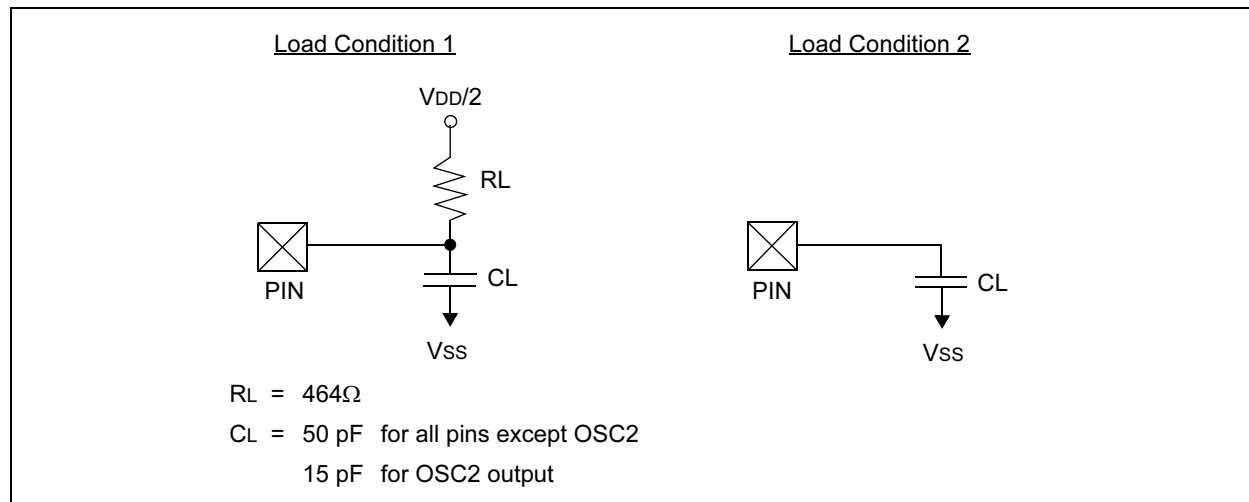 Load Condition 1
Load Condition 2
VDD/2
RL
CL
PIN
VSS
PIN
CL
VSS
RL = 464Ω
CL = 50 pF for all pins except OSC2
15 pF for OSC2 output